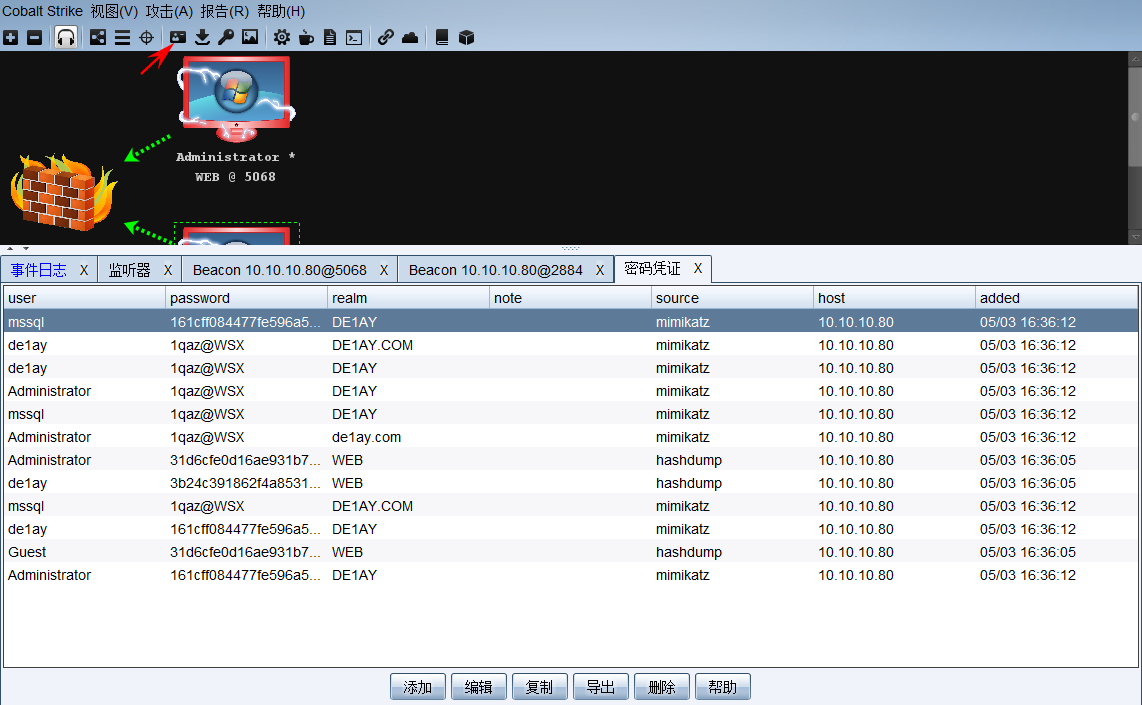 Cobalt Strike 视图(V) 攻击(A) 报告(R) 帮助(H)
Administrator *
WEB @ 5068
事件日志 X 监听器 X Beacon 10.10.10.80@5068 X Beacon 10.10.10.80@2884 X 密码凭证 X
user password realm note source host added
mssql 161cff084477fe596a5... DE1AY mimikatz 10.10.10.80 05/03 16:36:12
de1ay 1qaz@WSX DE1AY.COM mimikatz 10.10.10.80 05/03 16:36:12
de1ay 1qaz@WSX DE1AY mimikatz 10.10.10.80 05/03 16:36:12
Administrator 1qaz@WSX DE1AY mimikatz 10.10.10.80 05/03 16:36:12
mssql 1qaz@WSX DE1AY mimikatz 10.10.10.80 05/03 16:36:12
Administrator 1qaz@WSX de1ay.com mimikatz 10.10.10.80 05/03 16:36:12
Administrator 31d6cfe0d16ae931b7... WEB hashdump 10.10.10.80 05/03 16:36:05
de1ay 3b24c391862f4a8531... WEB hashdump 10.10.10.80 05/03 16:36:05
mssql 1qaz@WSX DE1AY.COM mimikatz 10.10.10.80 05/03 16:36:12
de1ay 161cff084477fe596a5... DE1AY mimikatz 10.10.10.80 05/03 16:36:12
Guest 31d6cfe0d16ae931b7... WEB hashdump 10.10.10.80 05/03 16:36:05
Administrator 161cff084477fe596a5... DE1AY mimikatz 10.10.10.80 05/03 16:36:12
添加 编辑 复制 导出 删除 帮助